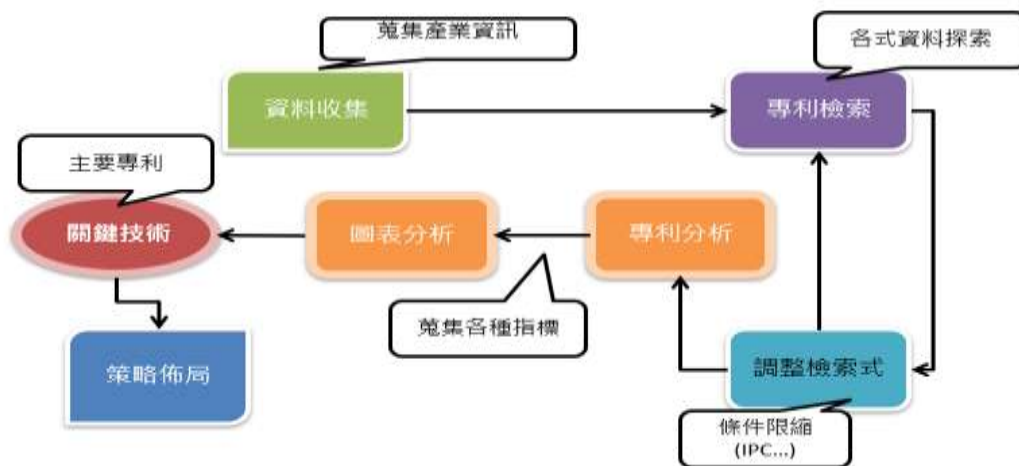 蒐集產業資訊
各式資料探索
資料收集
專利檢索
主要專利
關鍵技術
圖表分析
專利分析
蒐集各種指標
策略佈局
調整檢索式
條件限縮
(IPC...)